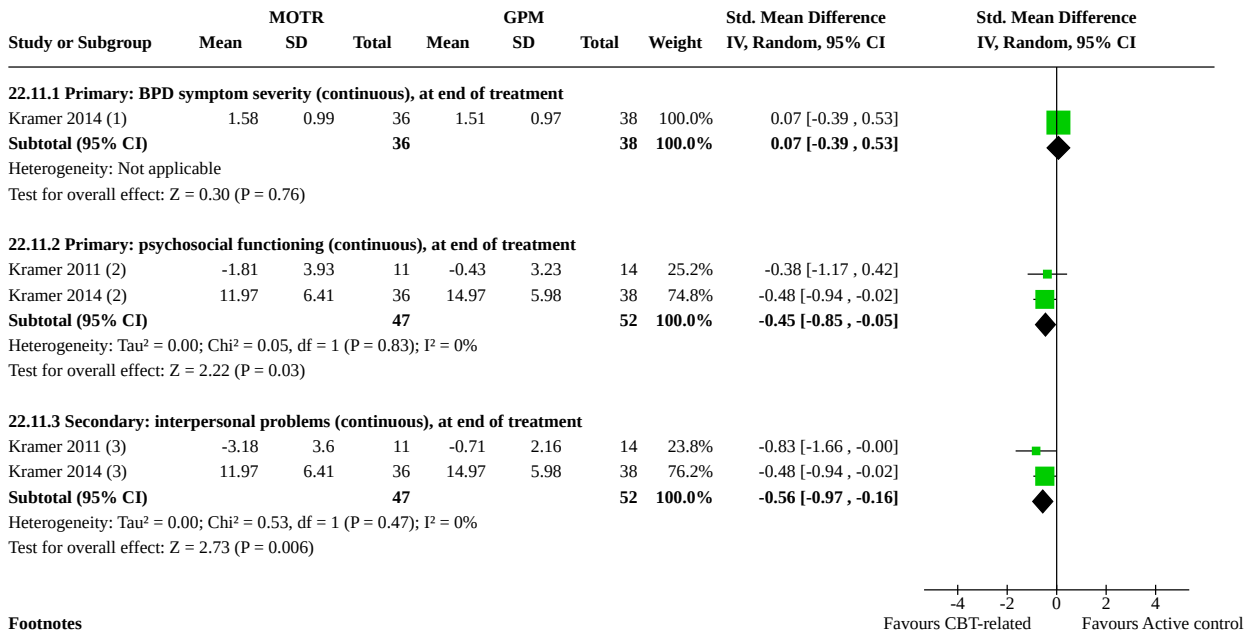 MOTR GPM Std. Mean Difference Std. Mean Difference
Study or Subgroup Mean SD Total Mean SD Total Weight IV, Random, 95% CI IV, Random, 95% CI
22.11.1 Primary: BPD symptom severity (continuous), at end of treatment
Kramer 2014 (1) 1.58 0.99 36 1.51 0.97 38 100.0% 0.07 [-0.39 , 0.53]
Subtotal (95% CI) 36 38 100.0% 0.07 [-0.39 , 0.53]
Heterogeneity: Not applicable
Test for overall effect: Z = 0.30 (P = 0.76)
22.11.2 Primary: psychosocial functioning (continuous), at end of treatment
Kramer 2011 (2) -1.81 3.93 11 -0.43 3.23 14 25.2% -0.38 [-1.17 , 0.42]
Kramer 2014 (2) 11.97 6.41 36 14.97 5.98 38 74.8% -0.48 [-0.94 , -0.02]
Subtotal (95% CI) 47 52 100.0% -0.45 [-0.85 , -0.05]
Heterogeneity: Tau² = 0.00; Chi² = 0.05, df = 1 (P = 0.83); I² = 0%
Test for overall effect: Z = 2.22 (P = 0.03)
22.11.3 Secondary: interpersonal problems (continuous), at end of treatment
Kramer 2011 (3) -3.18 3.6 11 -0.71 2.16 14 23.8% -0.83 [-1.66 , -0.00]
Kramer 2014 (3) 11.97 6.41 36 14.97 5.98 38 76.2% -0.48 [-0.94 , -0.02]
Subtotal (95% CI) 47 52 100.0% -0.56 [-0.97 , -0.16]
Heterogeneity: Tau² = 0.00; Chi² = 0.53, df = 1 (P = 0.47); I² = 0%
Test for overall effect: Z = 2.73 (P = 0.006)
-4 -2 0 2 4
Footnotes Favours CBT-related Favours Active control